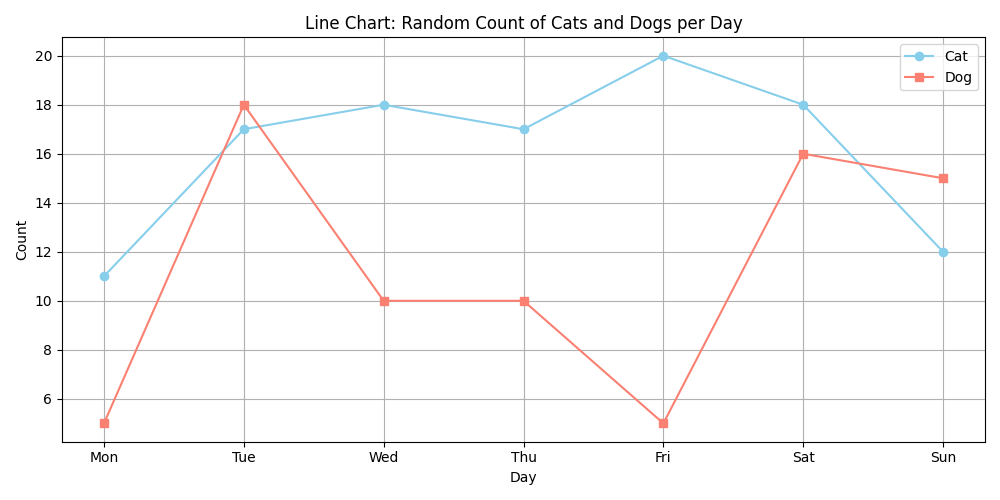 Line Chart: Random Count of Cats and Dogs per Day
Cat
Dog
20
18
16
14
12
10
8
6
Count
Mon Tue Wed Thu Fri Sat Sun
Day